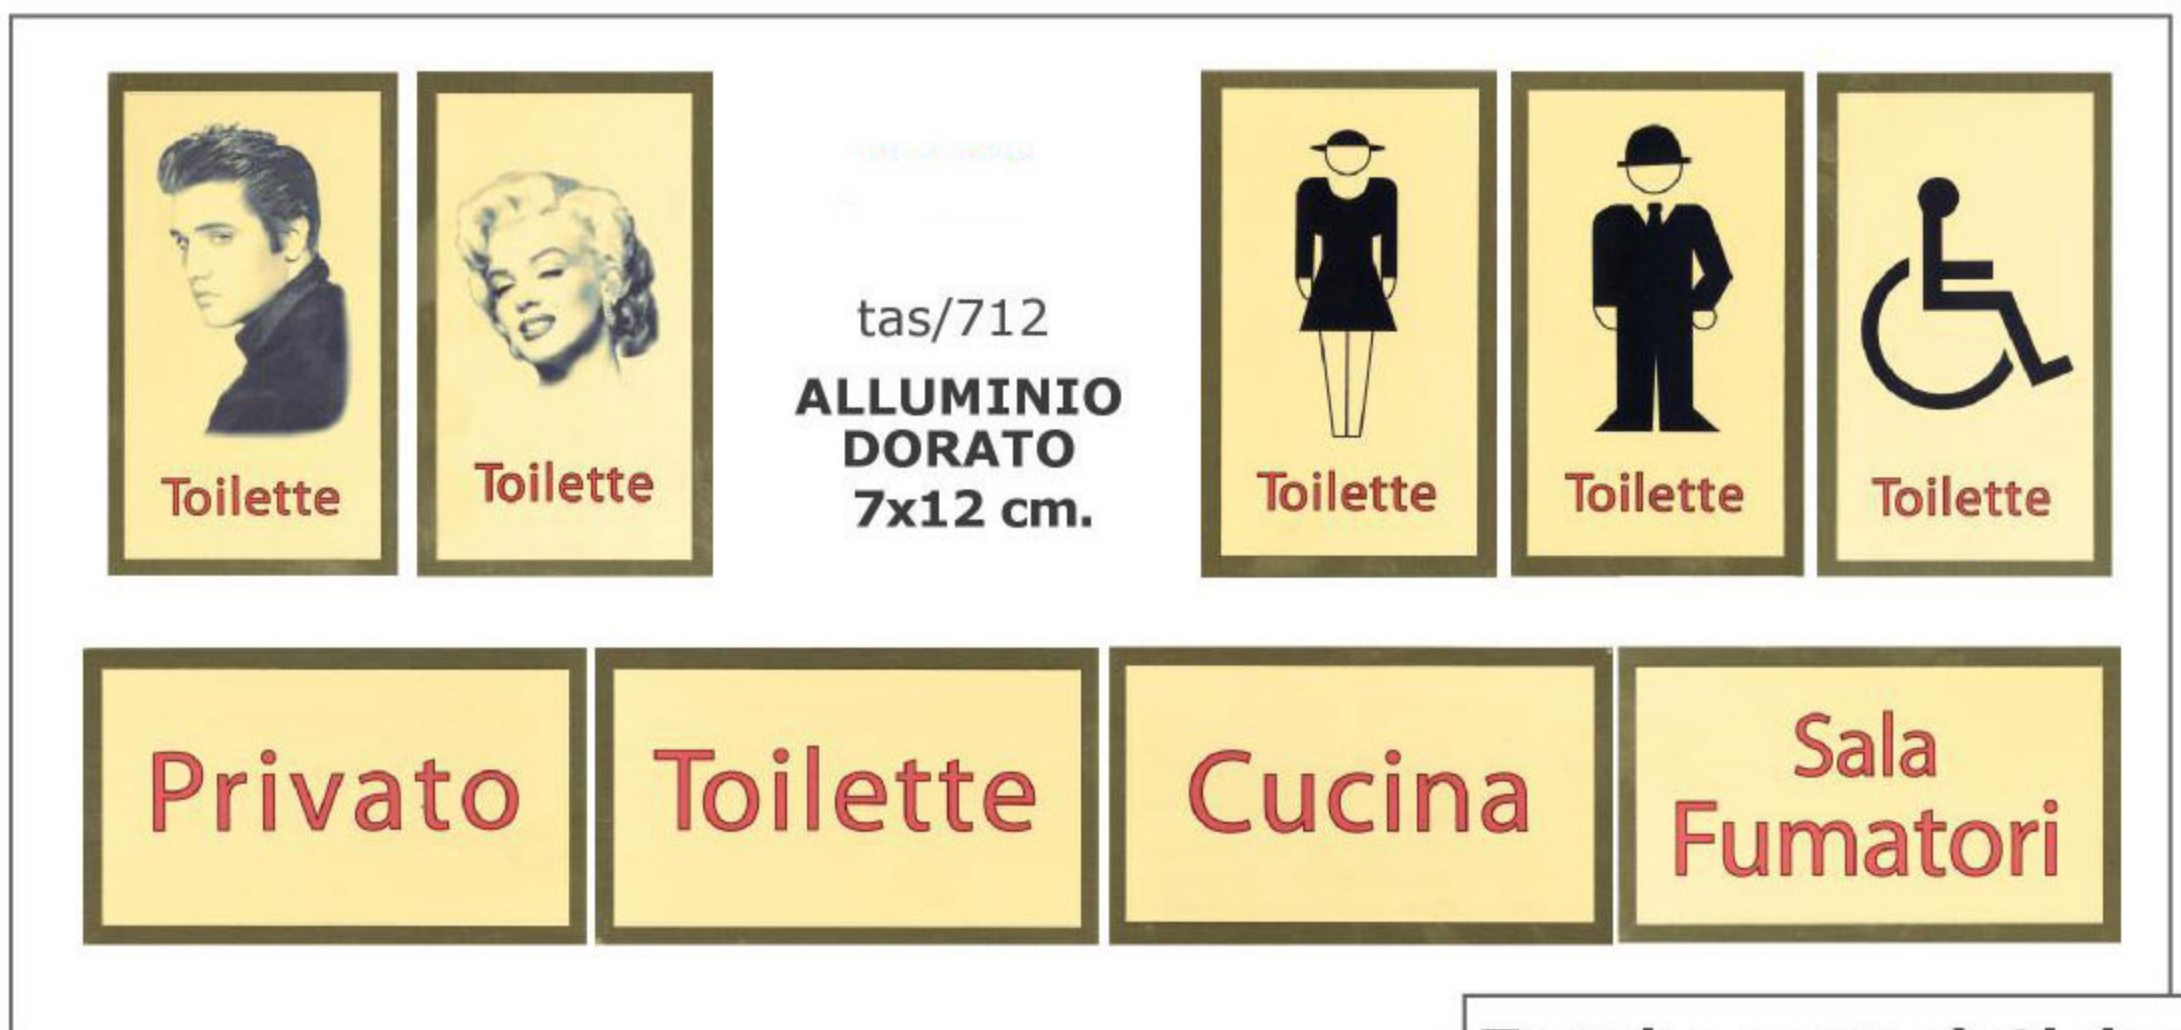 Toilette
Toilette
tas/712
ALLUMINIO
DORATO
7x12 cm.
Toilette
Toilette
Toilette
Privato
Toilette
Cucina
Sala
Fumatori